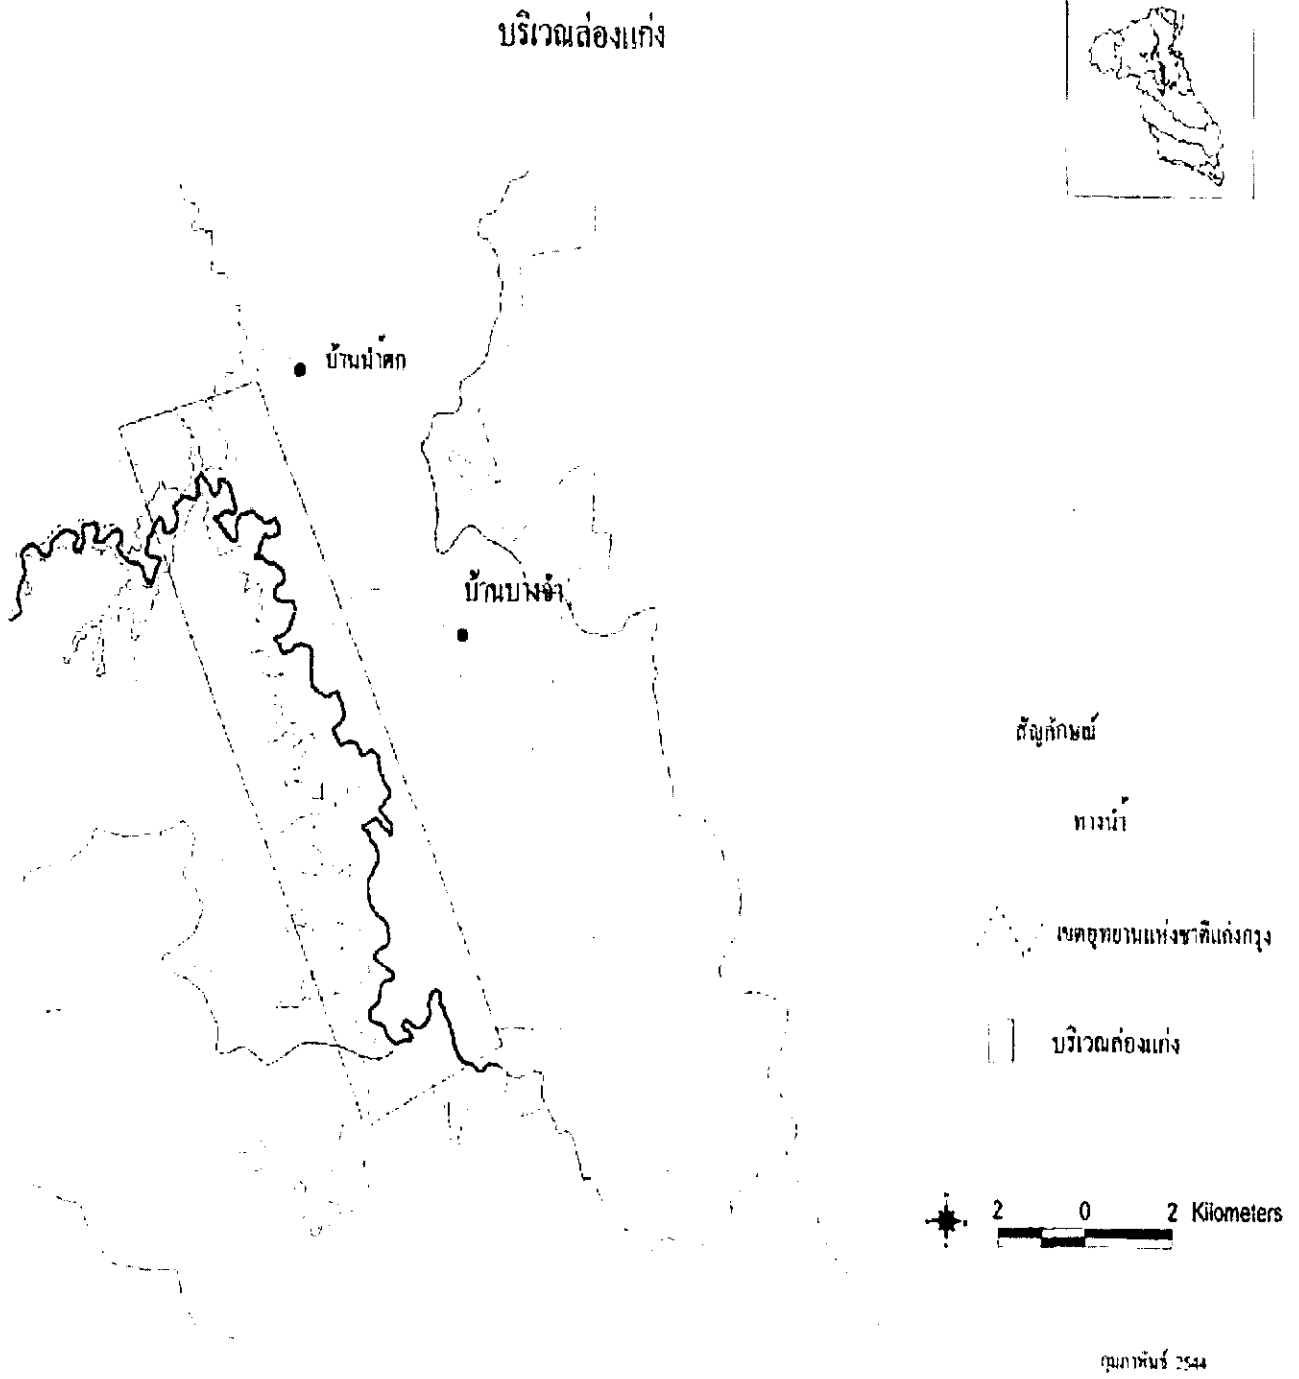 บริเวณล่องแก่ง
บ้านน้ำตก
บ้านบางจำ
สัญลักษณ์
ทางน้ำ
เขตอุทยานแห่งชาติแก่งกรุง
บริเวณล่องแก่ง
2 0 2 Kilometers
กุมภาพันธ์ 2544